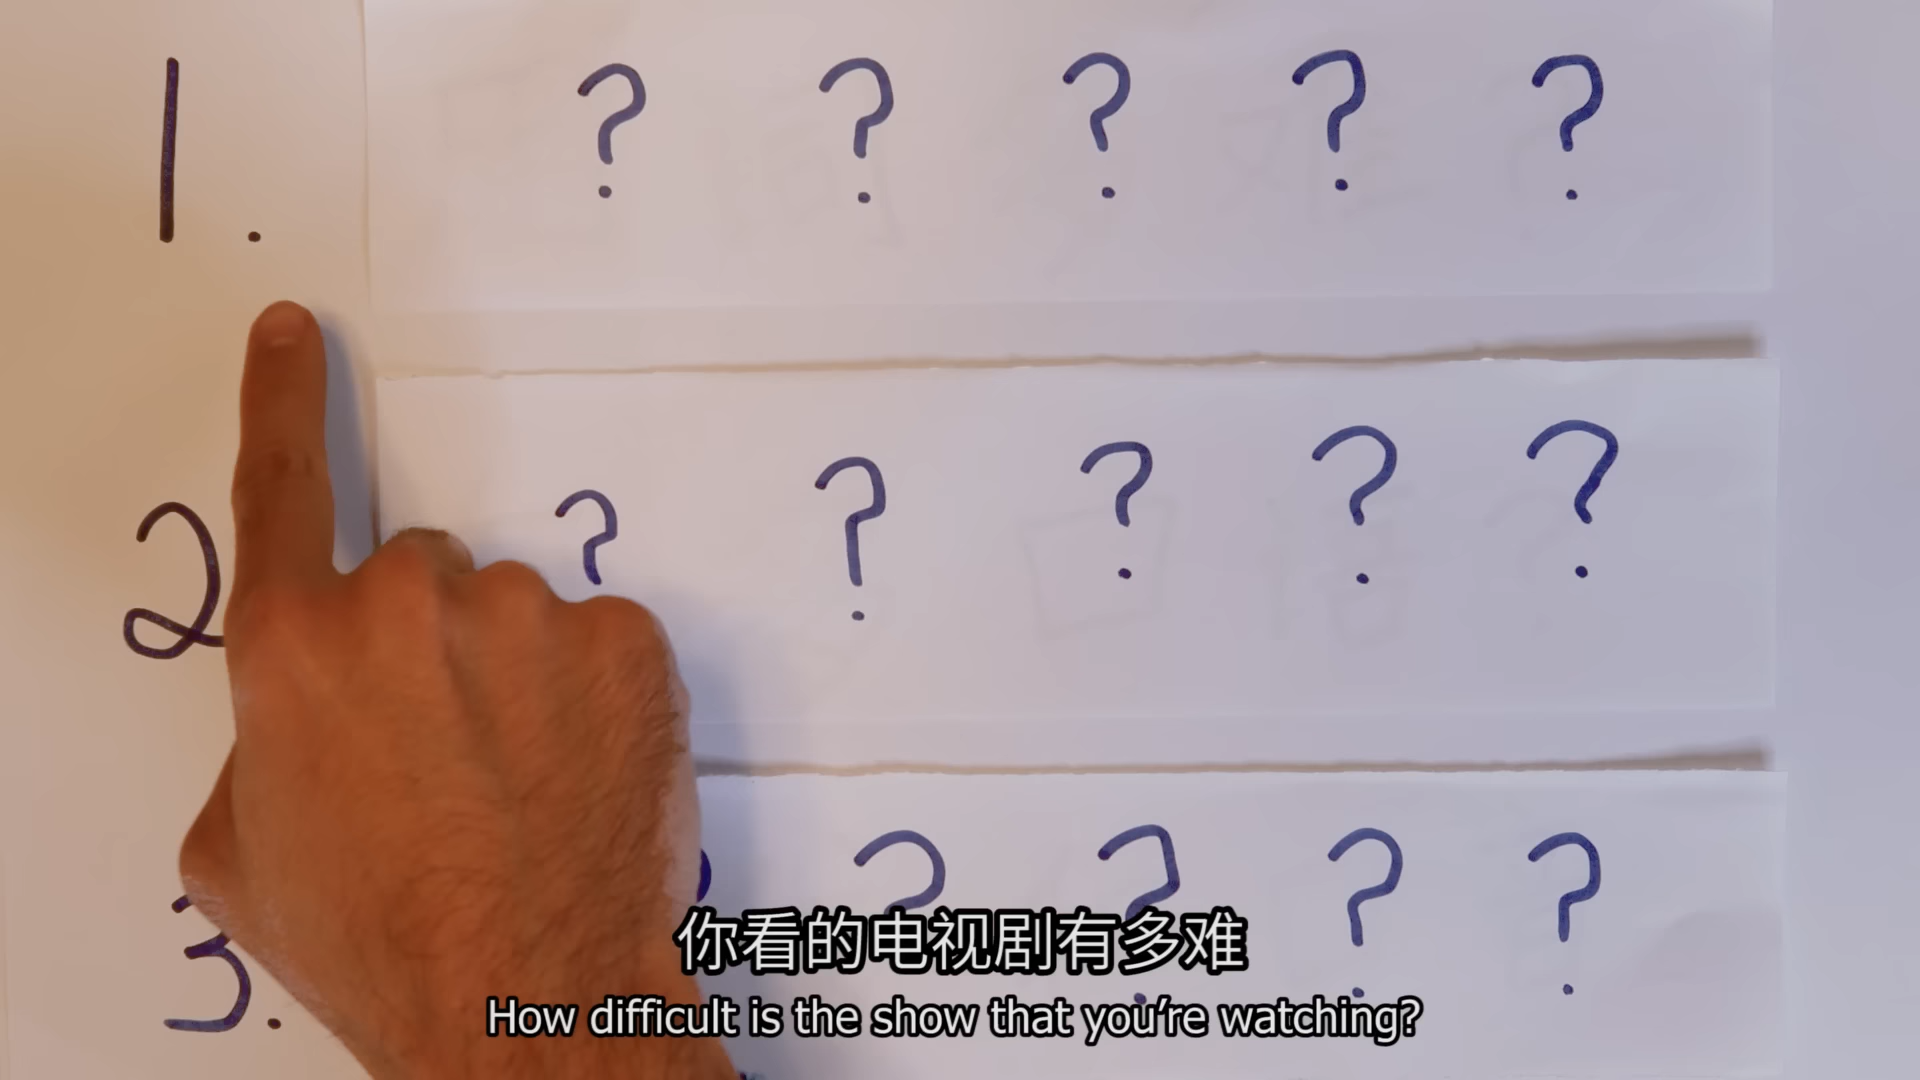 1. ? ? ? ? ?
2 ? ? ? ? ?
3. ? ? ? ?
你看的电视剧有多难
How difficult is the show that you're watching?